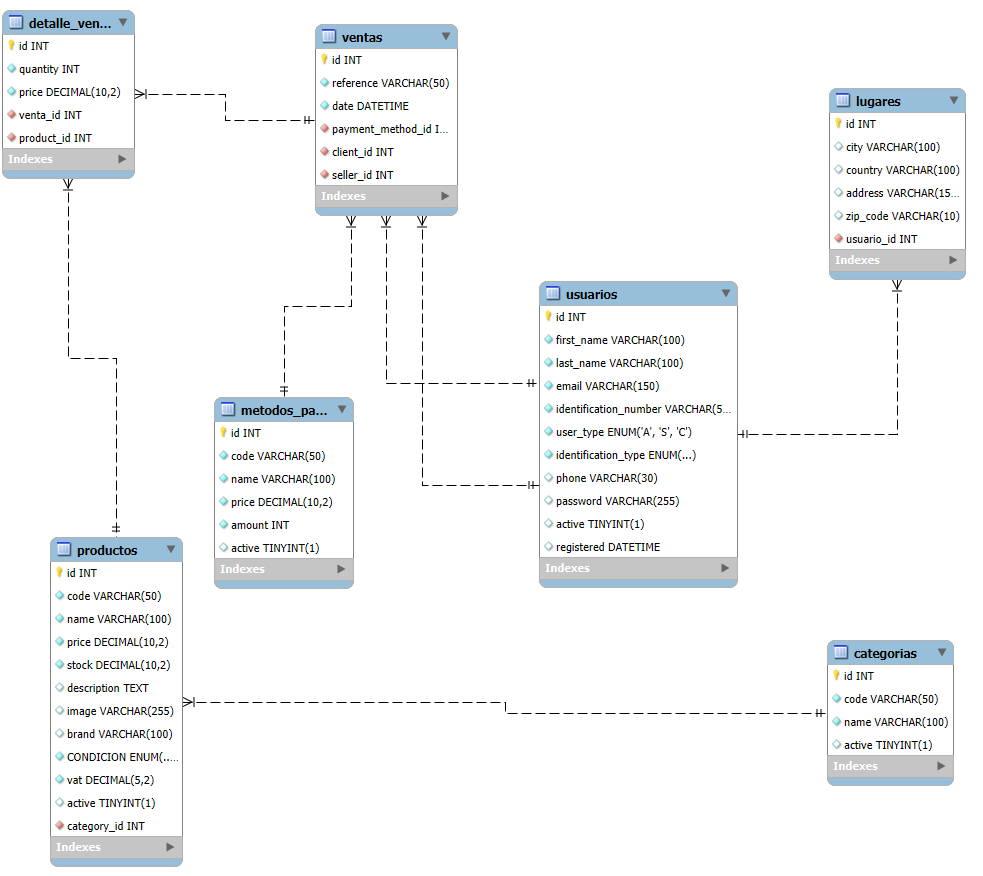 detalle_ven...
id INT
quantity INT
price DECIMAL(10,2)
venta_id INT
product_id INT
Indexes
ventas
id INT
reference VARCHAR(50)
date DATETIME
payment_method_id I...
client_id INT
seller_id INT
Indexes
lugares
id INT
city VARCHAR(100)
country VARCHAR(100)
address VARCHAR(15...
zip_code VARCHAR(10)
usuario_id INT
Indexes
usuarios
id INT
first_name VARCHAR(100)
last_name VARCHAR(100)
email VARCHAR(150)
identification_number VARCHAR(5...
user_type ENUM('A', 'S', 'C')
identification_type ENUM(...)
phone VARCHAR(30)
password VARCHAR(255)
active TINYINT(1)
registered DATETIME
Indexes
metodos_pa...
id INT
code VARCHAR(50)
name VARCHAR(100)
price DECIMAL(10,2)
amount INT
active TINYINT(1)
Indexes
productos
id INT
code VARCHAR(50)
name VARCHAR(100)
price DECIMAL(10,2)
stock DECIMAL(10,2)
description TEXT
image VARCHAR(255)
brand VARCHAR(100)
CONDICION ENUM(...
vat DECIMAL(5,2)
active TINYINT(1)
category_id INT
Indexes
categorias
id INT
code VARCHAR(50)
name VARCHAR(100)
active TINYINT(1)
Indexes